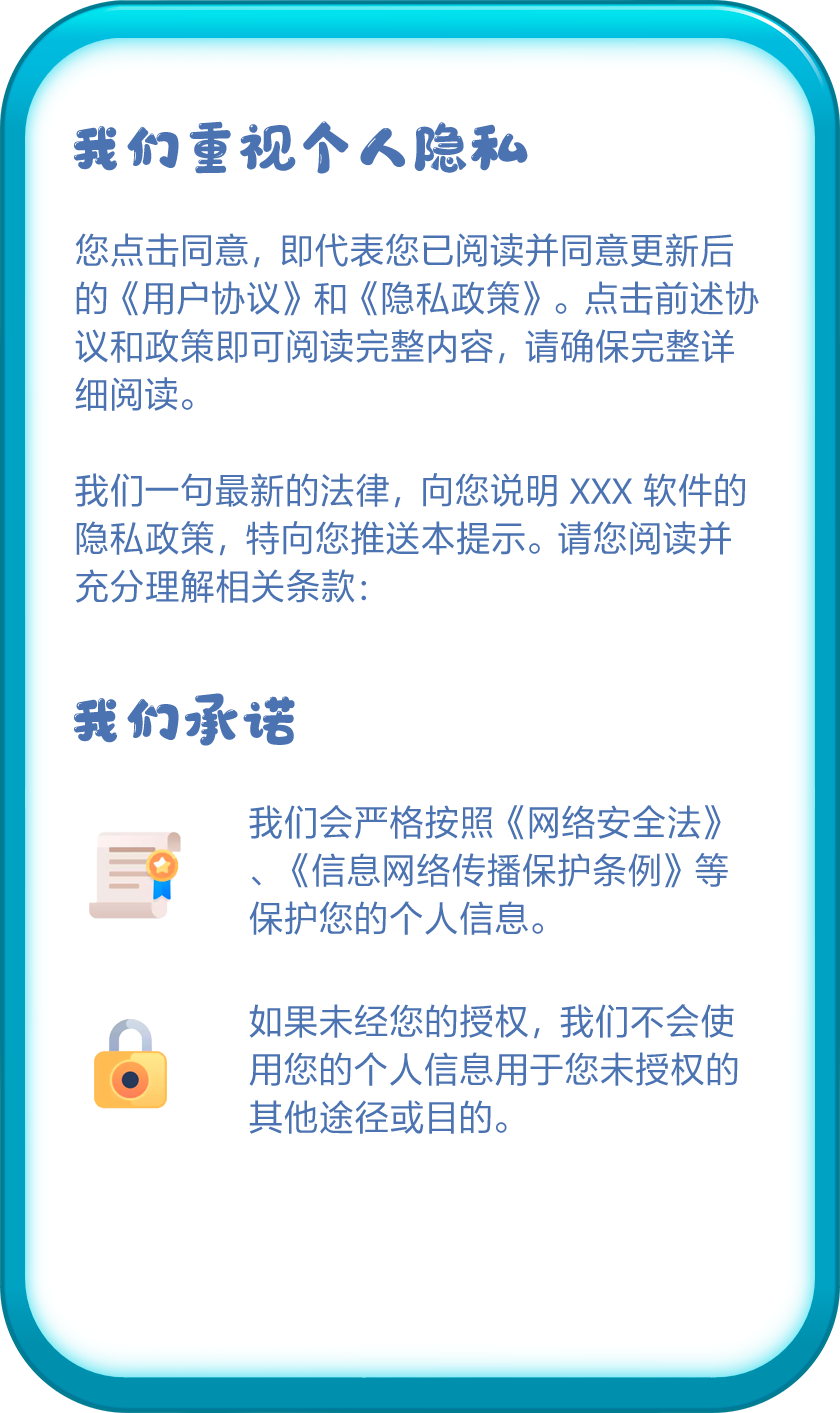 我们重视个人隐私
您点击同意，即代表您已阅读并同意更新后
的《用户协议》和《隐私政策》。点击前述协
议和政策即可阅读完整内容，请确保完整详
细阅读。
我们一句最新的法律，向您说明 XXX 软件的
隐私政策，特向您推送本提示。请您阅读并
充分理解相关条款：
我们承诺
我们会严格按照《网络安全法》
、《信息网络传播保护条例》等
保护您的个人信息。
如果未经您的授权，我们不会使
用您的个人信息用于您未授权的
其他途径或目的。